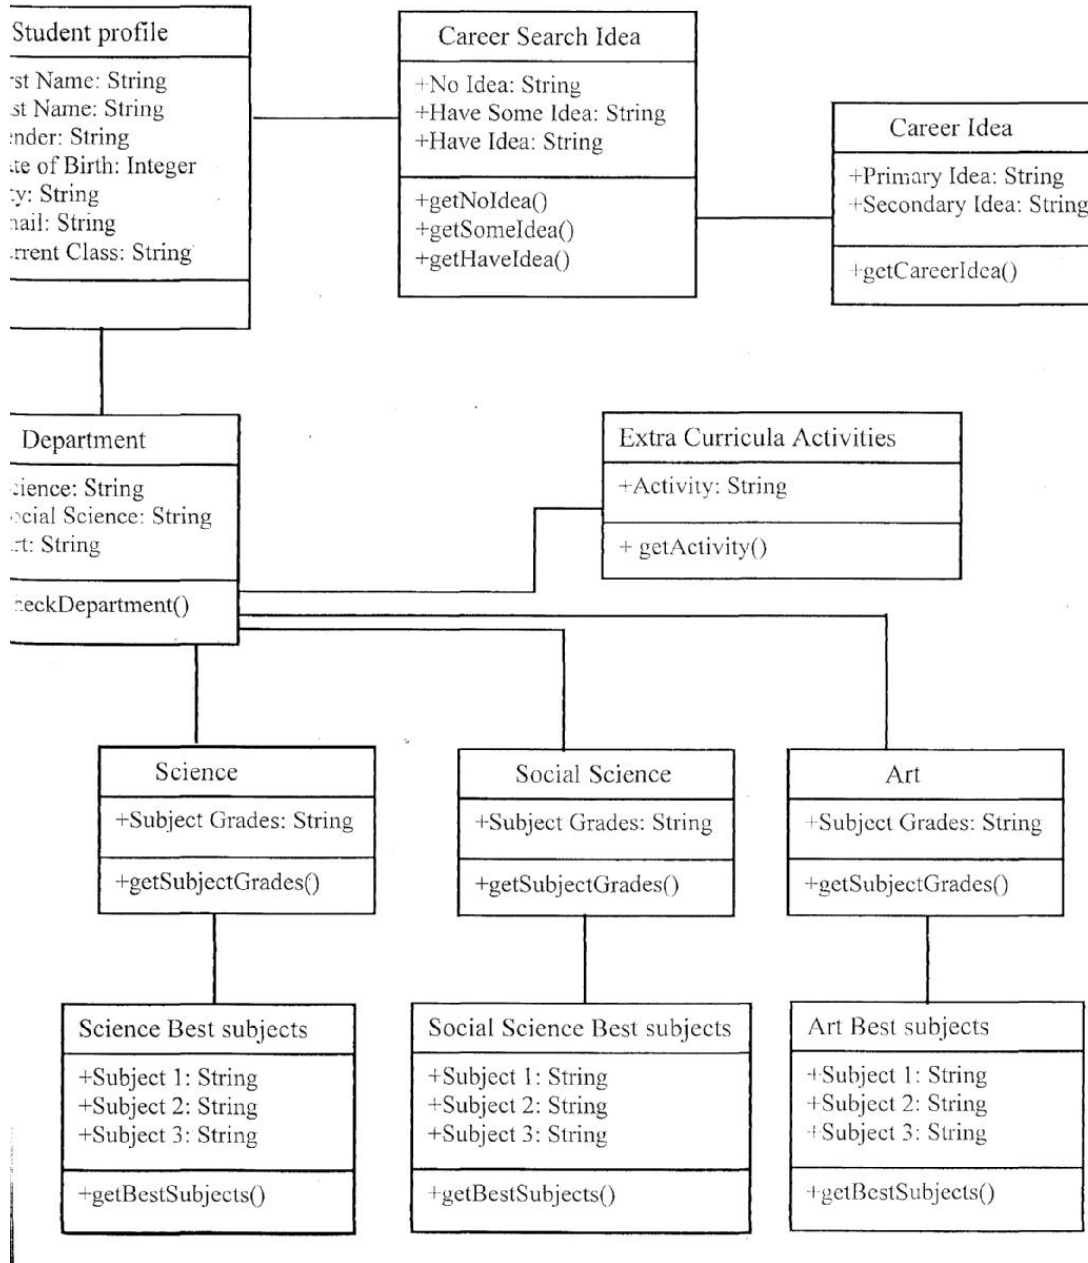 Student profile
rst Name: String
st Name: String
ender: String
te of Birth: Integer
y: String
ail: String
rrent Class: String
Career Search Idea
+No Idea: String
+Have Some Idea: String
+Have Idea: String
+getNoIdea()
+getSomeIdea()
+getHaveIdea()
Career Idea
+Primary Idea: String
+Secondary Idea: String
+getCareerIdea()
Department
cience: String
ocial Science: String
rt: String
heckDepartment()
Extra Curricula Activities
+Activity: String
+ getActivity()
Science
+Subject Grades: String
+getSubjectGrades()
Social Science
+Subject Grades: String
+getSubjectGrades()
Art
+Subject Grades: String
+getSubjectGrades()
Science Best subjects
+Subject 1: String
+Subject 2: String
+Subject 3: String
+getBestSubjects()
Social Science Best subjects
+Subject 1: String
+Subject 2: String
+Subject 3: String
+getBestSubjects()
Art Best subjects
+Subject 1: String
+Subject 2: String
+Subject 3: String
+getBestSubjects()